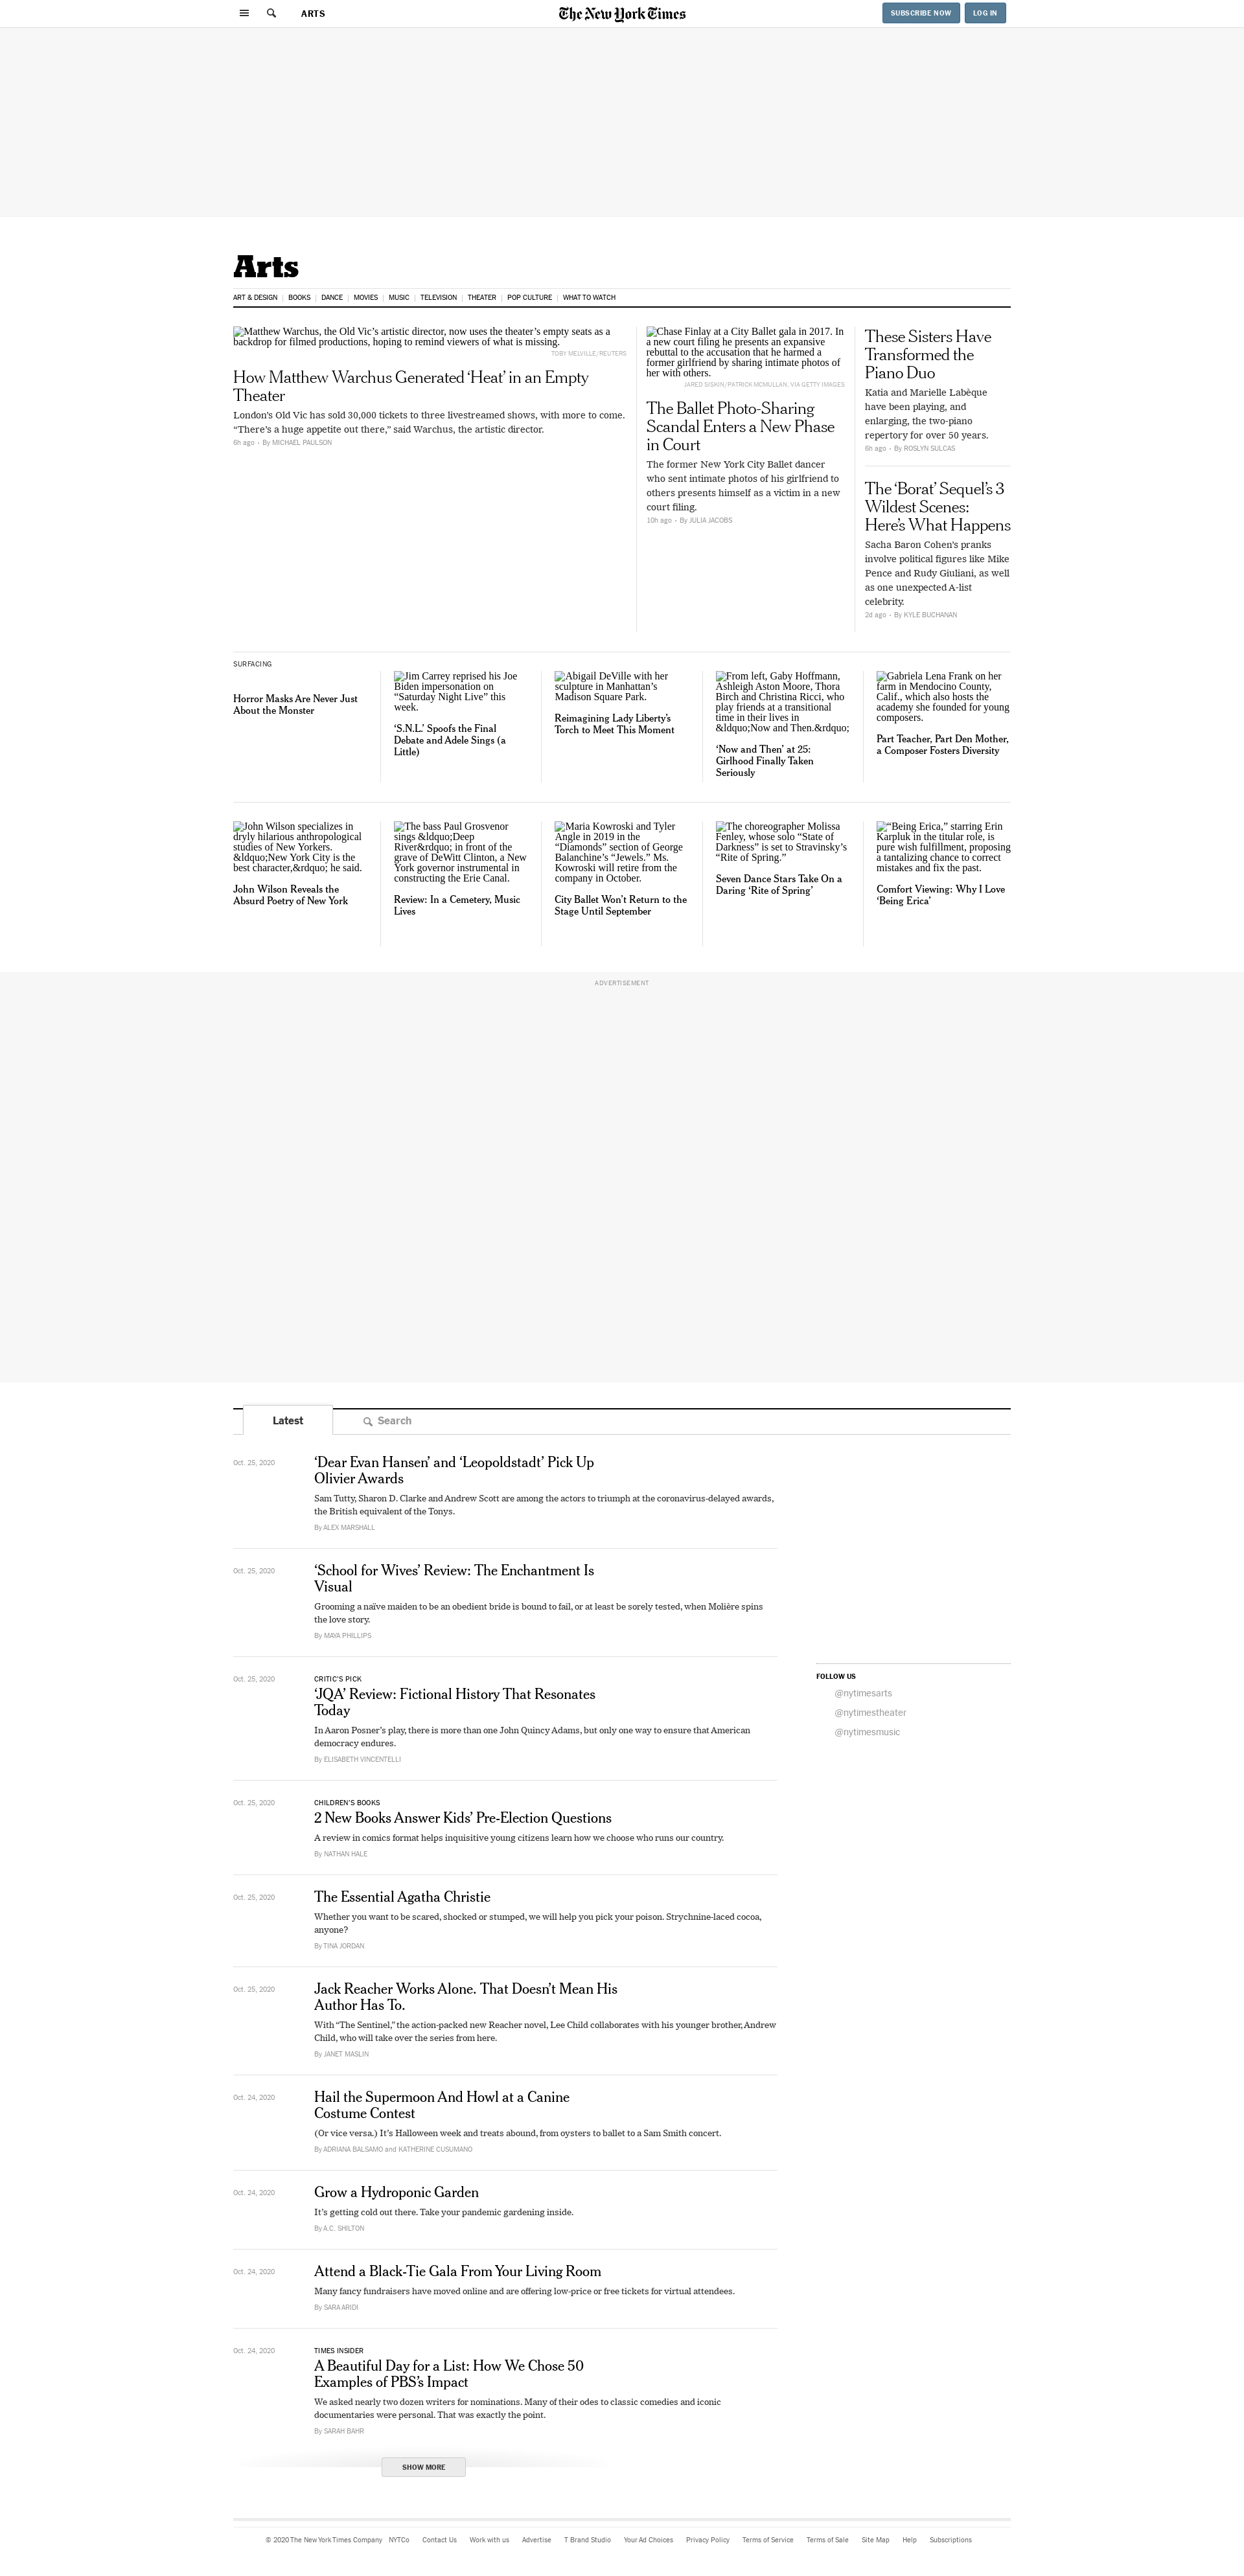 ARTS
The New York Times
SUBSCRIBE NOW
LOG IN
Arts
ART & DESIGN
BOOKS
DANCE
MOVIES
MUSIC
TELEVISION
THEATER
POP CULTURE
WHAT TO WATCH
Matthew Warchus, the Old Vic's artistic director, now uses the theater's empty seats as a
backdrop for filmed productions, hoping to remind viewers of what is missing.
TOBY MELVILLE/REUTERS
How Matthew Warchus Generated ‘Heat’ in an Empty
Theater
London's Old Vic has sold 30,000 tickets to three livestreamed shows, with more to come.
“There's a huge appetite out there,” said Warchus, the artistic director.
6h ago - By MICHAEL PAULSON
Chase Finlay at a City Ballet gala in 2017. In
a new court filing he presents an expansive
rebuttal to the accusation that he harmed a
former girlfriend by sharing intimate photos of
her with others.
JARED SISKIN/PATRICK MCMULLAN, VIA GETTY IMAGES
The Ballet Photo-Sharing
Scandal Enters a New Phase
in Court
The former New York City Ballet dancer
who sent intimate photos of his girlfriend to
others presents himself as a victim in a new
court filing.
10h ago - By JULIA JACOBS
These Sisters Have
Transformed the
Piano Duo
Katia and Marielle Labèque
have been playing, and
enlarging, the two-piano
repertory for over 50 years.
6h ago - By ROSLYN SULCAS
The ‘Borat’ Sequel’s 3
Wildest Scenes:
Here’s What Happens
Sacha Baron Cohen's pranks
involve political figures like Mike
Pence and Rudy Giuliani, as well
as one unexpected A-list
celebrity.
2d ago - By KYLE BUCHANAN
SURFACING
Horror Masks Are Never Just
About the Monster
Jim Carrey reprised his Joe
Biden impersonation on
“Saturday Night Live” this
week.
‘S.N.L.’ Spoofs the Final
Debate and Adele Sings (a
Little)
Abigail DeVille with her
sculpture in Manhattan's
Madison Square Park.
Reimagining Lady Liberty’s
Torch to Meet This Moment
From left, Gaby Hoffmann,
Ashleigh Aston Moore, Thora
Birch and Christina Ricci, who
play friends at a transitional
time in their lives in
&ldquo;Now and Then.&rdquo;
‘Now and Then’ at 25:
Girlhood Finally Taken
Seriously
Gabriela Lena Frank on her
farm in Mendocino County,
Calif., which also hosts the
academy she founded for young
composers.
Part Teacher, Part Den Mother,
a Composer Fosters Diversity
John Wilson specializes in
dryly hilarious anthropological
studies of New Yorkers.
&ldquo;New York City is the
best character,&rdquo; he said.
John Wilson Reveals the
Absurd Poetry of New York
The bass Paul Grosvenor
sings &ldquo;Deep
River&rdquo; in front of the
grave of DeWitt Clinton, a New
York governor instrumental in
constructing the Erie Canal.
Review: In a Cemetery, Music
Lives
Maria Kowroski and Tyler
Angle in 2019 in the
“Diamonds” section of George
Balanchine's “Jewels.” Ms.
Kowroski will retire from the
company in October.
City Ballet Won’t Return to the
Stage Until September
The choreographer Molissa
Fenley, whose solo “State of
Darkness” is set to Stravinsky's
“Rite of Spring.”
Seven Dance Stars Take On a
Daring ‘Rite of Spring’
“Being Erica,” starring Erin
Karpluk in the titular role, is
pure wish fulfillment, proposing
a tantalizing chance to correct
mistakes and fix the past.
Comfort Viewing: Why I Love
‘Being Erica’
ADVERTISEMENT
Latest
Search
Oct. 25, 2020
‘Dear Evan Hansen’ and ‘Leopoldstadt’ Pick Up
Olivier Awards
Sam Tutty, Sharon D. Clarke and Andrew Scott are among the actors to triumph at the coronavirus-delayed awards,
the British equivalent of the Tonys.
By ALEX MARSHALL
Oct. 25, 2020
‘School for Wives’ Review: The Enchantment Is
Visual
Grooming a naïve maiden to be an obedient bride is bound to fail, or at least be sorely tested, when Molière spins
the love story.
By MAYA PHILLIPS
Oct. 25, 2020
CRITIC'S PICK
‘JQA’ Review: Fictional History That Resonates
Today
In Aaron Posner's play, there is more than one John Quincy Adams, but only one way to ensure that American
democracy endures.
By ELISABETH VINCENTELLI
Oct. 25, 2020
CHILDREN'S BOOKS
2 New Books Answer Kids’ Pre-Election Questions
A review in comics format helps inquisitive young citizens learn how we choose who runs our country.
By NATHAN HALE
Oct. 25, 2020
The Essential Agatha Christie
Whether you want to be scared, shocked or stumped, we will help you pick your poison. Strychnine-laced cocoa,
anyone?
By TINA JORDAN
Oct. 25, 2020
Jack Reacher Works Alone. That Doesn’t Mean His
Author Has To.
With “The Sentinel,” the action-packed new Reacher novel, Lee Child collaborates with his younger brother, Andrew
Child, who will take over the series from here.
By JANET MASLIN
Oct. 24, 2020
Hail the Supermoon And Howl at a Canine
Costume Contest
(Or vice versa.) It's Halloween week and treats abound, from oysters to ballet to a Sam Smith concert.
By ADRIANA BALSAMO and KATHERINE CUSUMANO
Oct. 24, 2020
Grow a Hydroponic Garden
It's getting cold out there. Take your pandemic gardening inside.
By A.C. SHILTON
Oct. 24, 2020
Attend a Black-Tie Gala From Your Living Room
Many fancy fundraisers have moved online and are offering low-price or free tickets for virtual attendees.
By SARA ARIDI
Oct. 24, 2020
TIMES INSIDER
A Beautiful Day for a List: How We Chose 50
Examples of PBS’s Impact
We asked nearly two dozen writers for nominations. Many of their odes to classic comedies and iconic
documentaries were personal. That was exactly the point.
By SARAH BAHR
SHOW MORE
FOLLOW US
@nytimesarts
@nytimestheater
@nytimesmusic
© 2020 The New York Times Company NYTCo Contact Us Work with us Advertise T Brand Studio Your Ad Choices Privacy Policy Terms of Service Terms of Sale Site Map Help Subscriptions